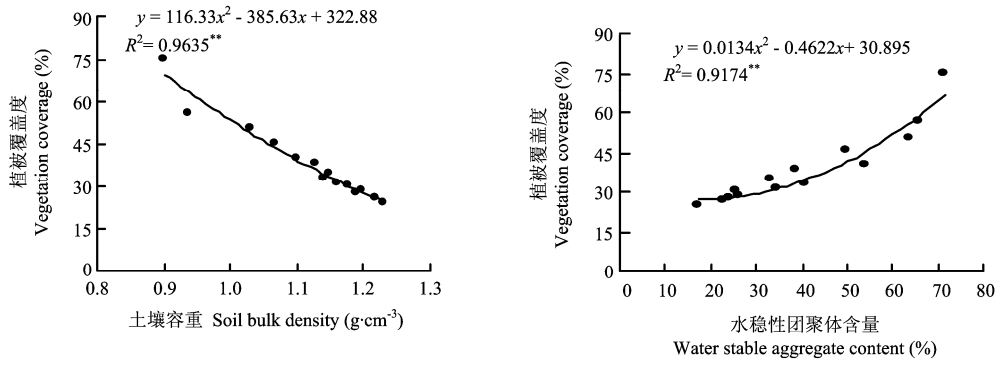 y = 116.33x² - 385.63x + 322.88
R²= 0.9635**
90
75
60
45
30
15
0
0.8 0.9 1.0 1.1 1.2 1.3
植被覆盖度
Vegetation coverage (%)
土壤容重 Soil bulk density (g·cm⁻³)
y = 0.0134x² - 0.4622x+ 30.895
R²= 0.9174**
90
75
60
45
30
15
0
0 10 20 30 40 50 60 70 80
植被覆盖度
Vegetation coverage (%)
水稳性团聚体含量
Water stable aggregate content (%)